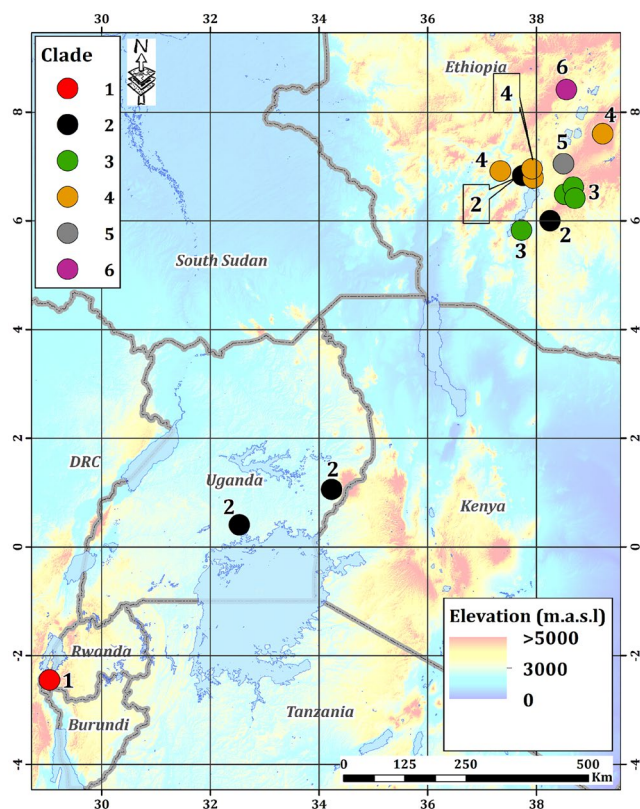 30 32 34 36 38
Clade
1
2
3
4
5
6
N
Ethiopia
6
4
4
5
4
2
3
2
3
South Sudan
DRC
Uganda
2
2
Kenya
Rwanda
1
Burundi
Tanzania
Elevation (m.a.s.l)
>5000
3000
0
0 125 250 500
Km
8
6
4
2
0
-2
-4
8
6
4
2
0
-2
-4
30 32 34 36 38